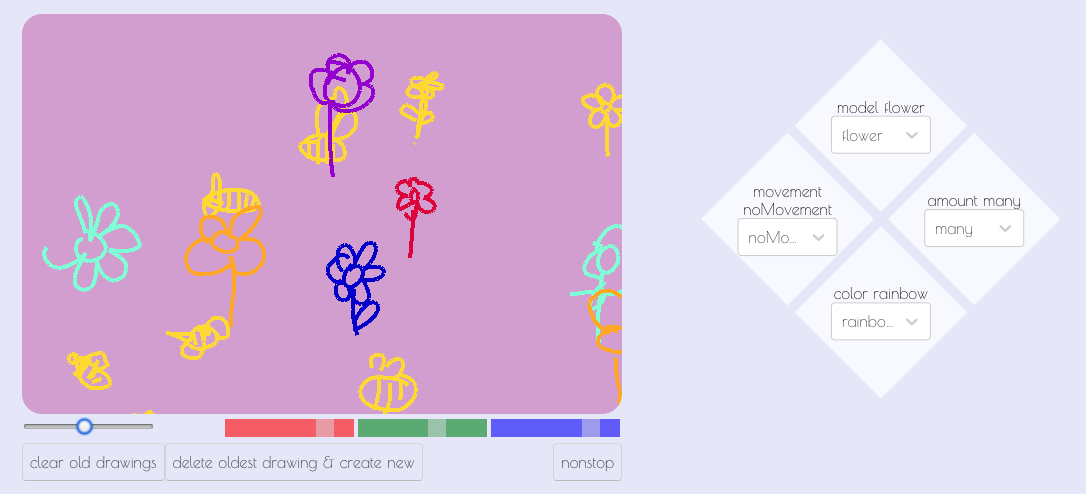 model flower
flower
movement
noMovement
noMo...
amount many
many
color rainbow
rainbo...
clear old drawings
delete oldest drawing & create new
nonstop